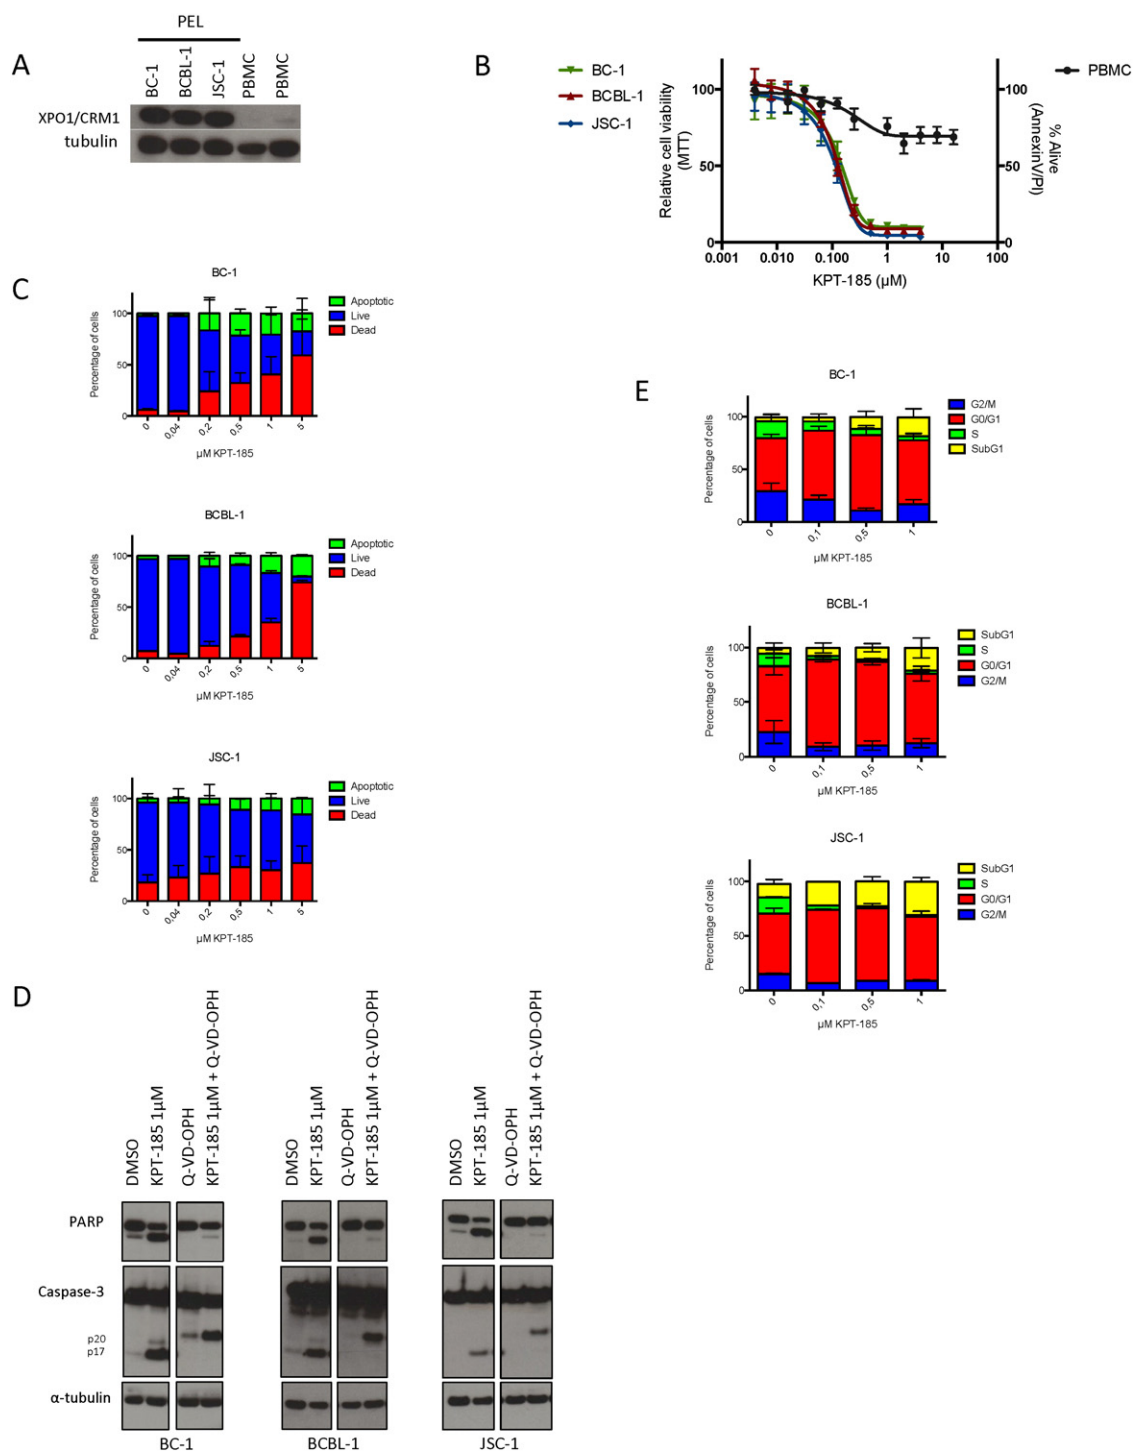 A
PEL
BC-1
BCBL-1
JSC-1
PBMC
PBMC
XPO1/CRM1
tubulin
B
BC-1
BCBL-1
JSC-1
PBMC
Relative cell viability
(MTT)
100
50
0
100
50
0
% Alive
(AnnexinV/PI)
0.001
0.010
0.100
1
10
100
KPT-185 (µM)
C
BC-1
Percentage of cells
100
50
0
Apoptotic
Live
Dead
0
0,04
0,2
0,5
1
5
µM KPT-185
BCBL-1
Percentage of cells
100
50
0
Apoptotic
Live
Dead
0
0,04
0,2
0,5
1
5
µM KPT-185
JSC-1
Percentage of cells
100
50
0
Apoptotic
Live
Dead
0
0,04
0,2
0,5
1
5
µM KPT-185
E
BC-1
Percentage of cells
100
50
0
G2/M
G0/G1
S
SubG1
0
0,1
0,5
1
µM KPT-185
BCBL-1
Percentage of cells
100
50
0
SubG1
S
G0/G1
G2/M
0
0,1
0,5
1
µM KPT-185
JSC-1
Percentage of cells
100
50
0
SubG1
S
G0/G1
G2/M
0
0,1
0,5
1
µM KPT-185
D
DMSO
KPT-185 1µM
Q-VD-OPH
KPT-185 1µM + Q-VD-OPH
DMSO
KPT-185 1µM
Q-VD-OPH
KPT-185 1µM + Q-VD-OPH
DMSO
KPT-185 1µM
Q-VD-OPH
KPT-185 1µM + Q-VD-OPH
PARP
Caspase-3
p20
p17
α-tubulin
BC-1
BCBL-1
JSC-1